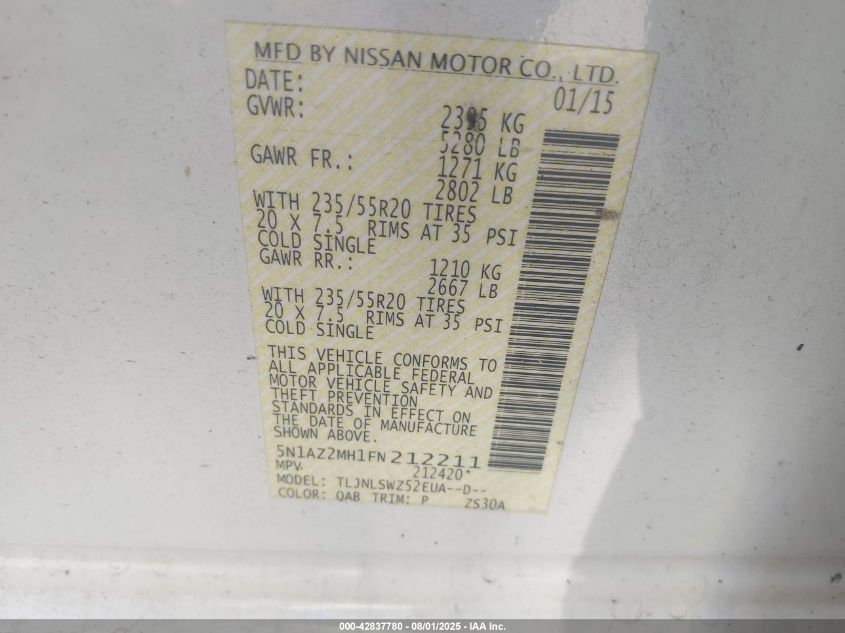 MFD BY NISSAN MOTOR CO., LTD.
DATE: 01/15
GVWR: 2395 KG
5280 LB
GAWR FR.: 1271 KG
2802 LB
WITH 235/55R20 TIRES
20 X 7.5 RIMS AT 35 PSI
COLD SINGLE
GAWR RR.: 1210 KG
2667 LB
WITH 235/55R20 TIRES
20 X 7.5 RIMS AT 35 PSI
COLD SINGLE
THIS VEHICLE CONFORMS TO
ALL APPLICABLE FEDERAL
MOTOR VEHICLE SAFETY AND
THEFT PREVENTION
STANDARDS IN EFFECT ON
THE DATE OF MANUFACTURE
SHOWN ABOVE.
5N1AZ2MH1FN212211
MPV. 212420*
MODEL: TLJNLSWZ52EUA--D--
COLOR: QAB TRIM: P ZS30A
000-42837780 - 08/01/2025 - IAA Inc.